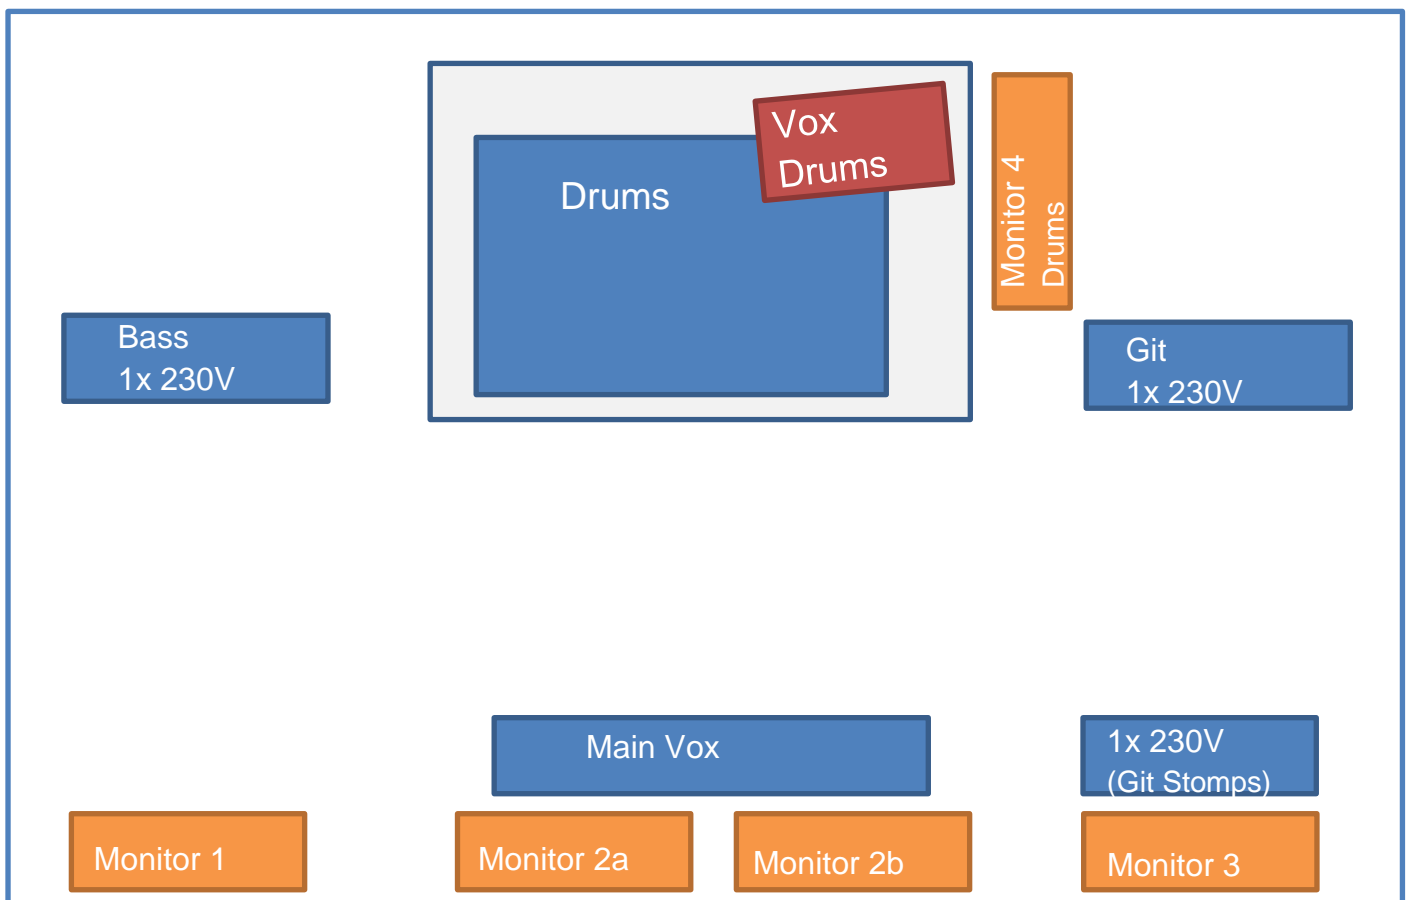 Vox
Drums
Drums
Monitor 4
Drums
Bass
1x 230V
Git
1x 230V
Main Vox
1x 230V
(Git Stomps)
Monitor 1
Monitor 2a
Monitor 2b
Monitor 3